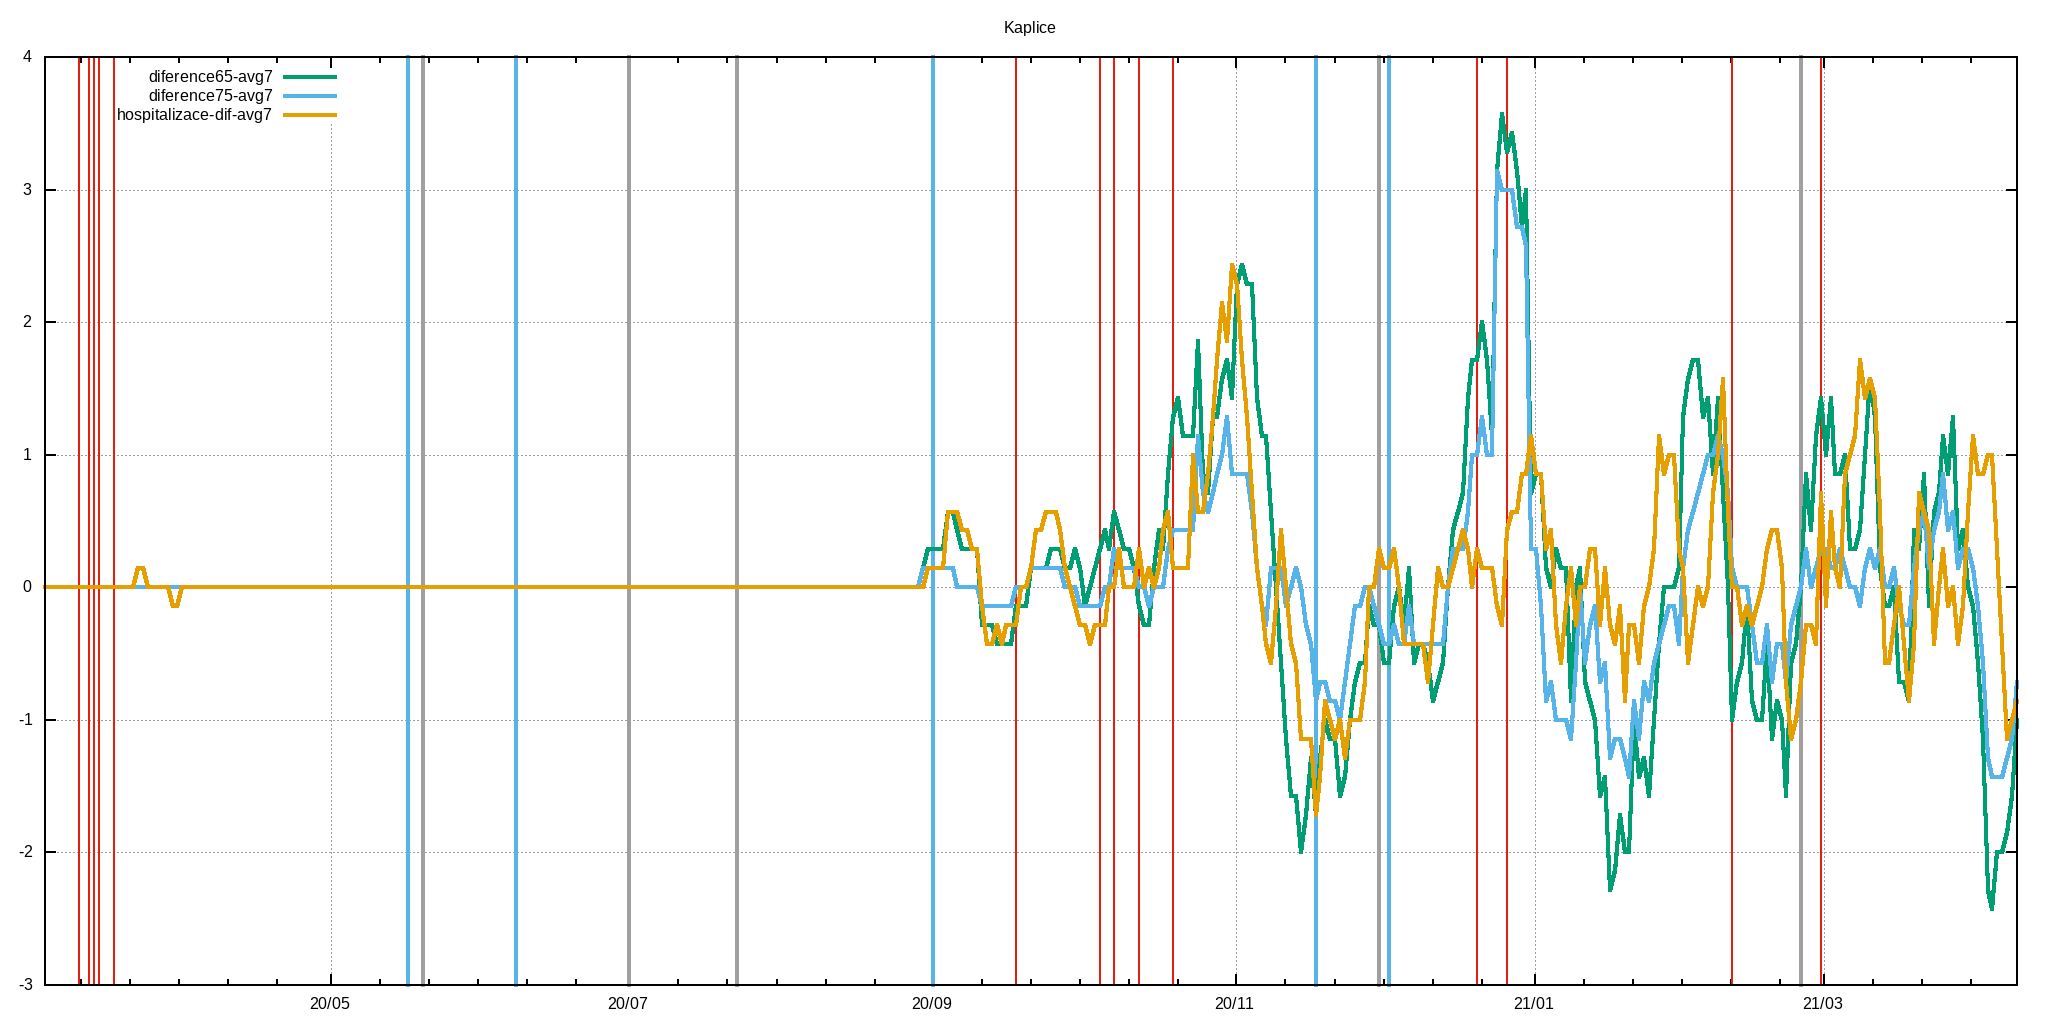 Kaplice
4
diference65-avg7
diference75-avg7
hospitalizace-dif-avg7
3
2
1
0
-1
-2
-3
20/05 20/07 20/09 20/11 21/01 21/03